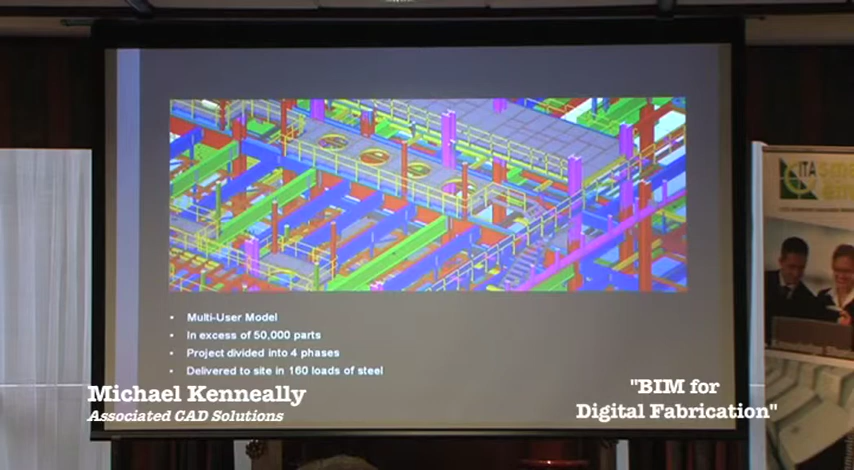 • Multi-User Model
• In excess of 50,000 parts
• Project divided into 4 phases
• Delivered to site in 160 loads of steel
Michael Kenneally
Associated CAD Solutions
"BIM for
Digital Fabrication"
CITA